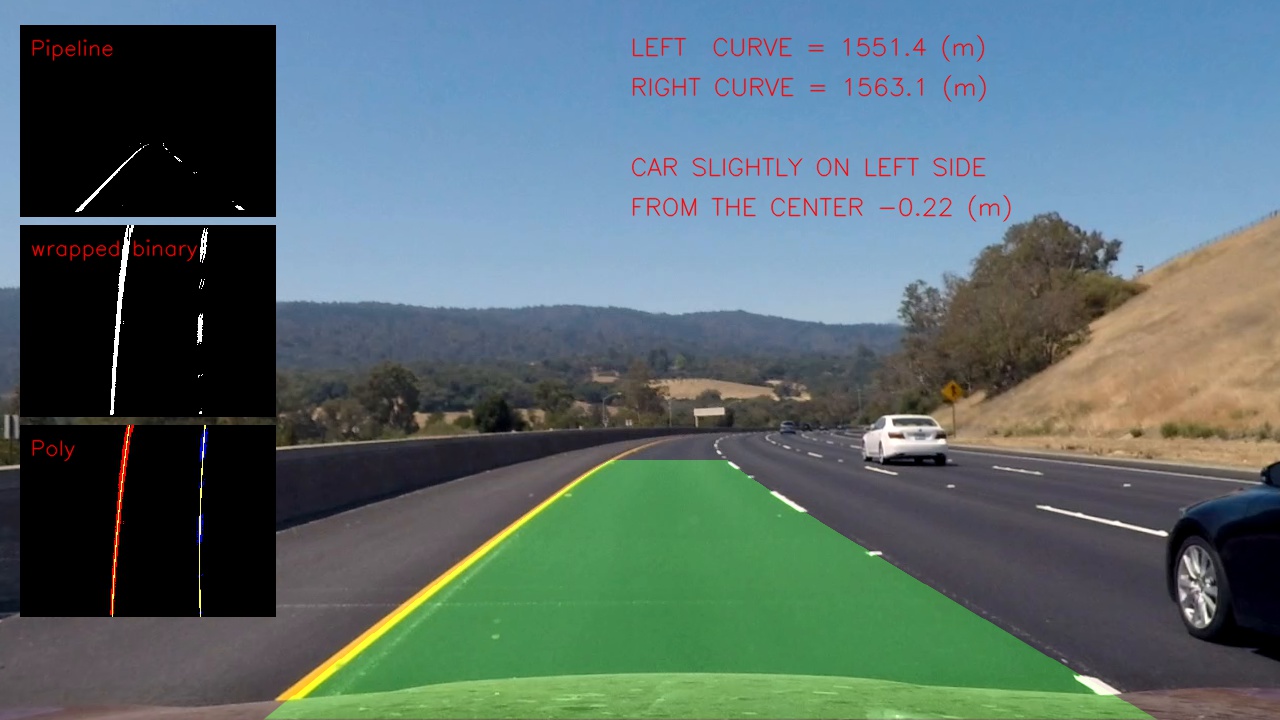 Pipeline
wrapped binary
Poly
LEFT CURVE = 1551.4 (m)
RIGHT CURVE = 1563.1 (m)
CAR SLIGHTLY ON LEFT SIDE
FROM THE CENTER -0.22 (m)